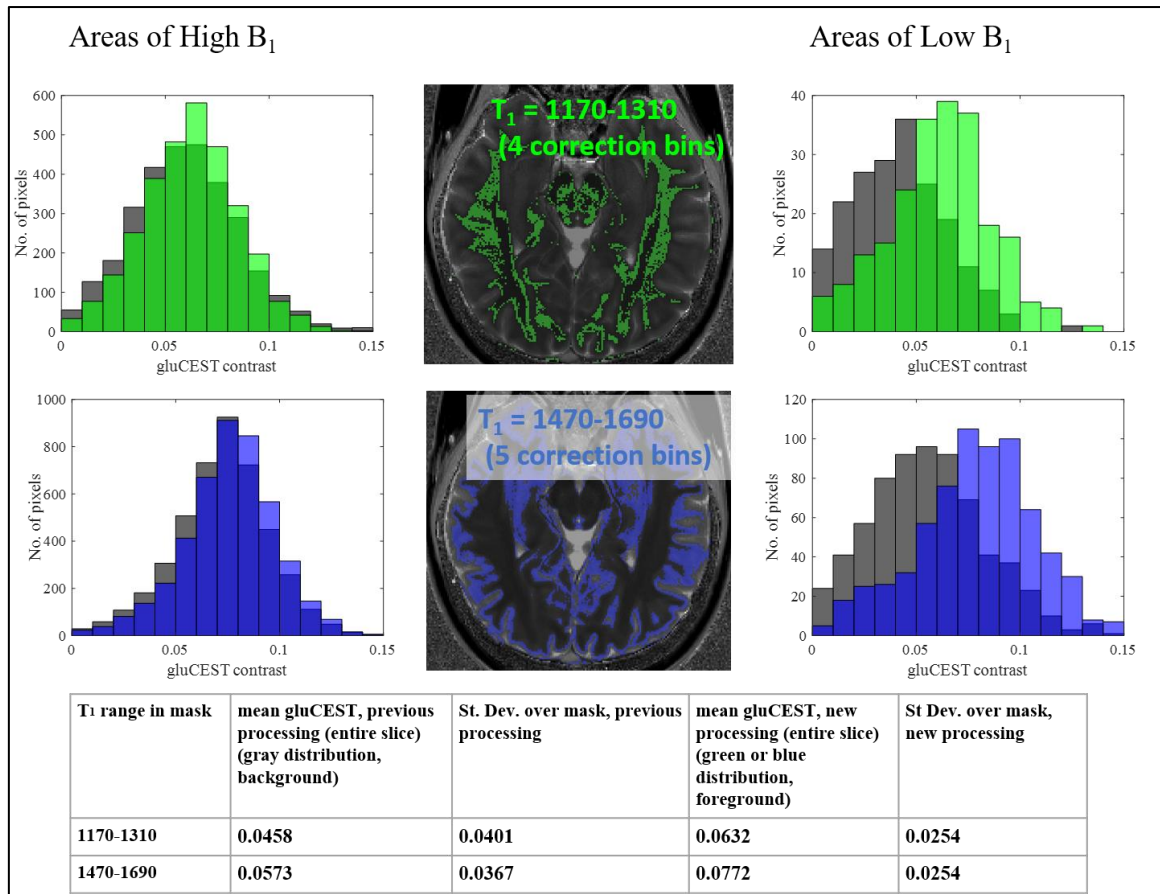 Areas of High B₁
Areas of Low B₁
600
500
400
300
200
100
0
No. of pixels
0 0.05 0.1 0.15
gluCEST contrast
T₁ = 1170-1310
(4 correction bins)
40
30
20
10
0
No. of pixels
0 0.05 0.1 0.15
gluCEST contrast
1000
800
600
400
200
0
No. of pixels
0 0.05 0.1 0.15
gluCEST contrast
T₁ = 1470-1690
(5 correction bins)
120
100
80
60
40
20
0
No. of pixels
0 0.05 0.1 0.15
gluCEST contrast
T₁ range in mask
mean gluCEST, previous
processing (entire slice)
(gray distribution,
background)
St. Dev. over mask, previous
processing
mean gluCEST, new
processing (entire slice)
(green or blue
distribution,
foreground)
St Dev. over mask,
new processing
1170-1310 0.0458 0.0401 0.0632 0.0254
1470-1690 0.0573 0.0367 0.0772 0.0254